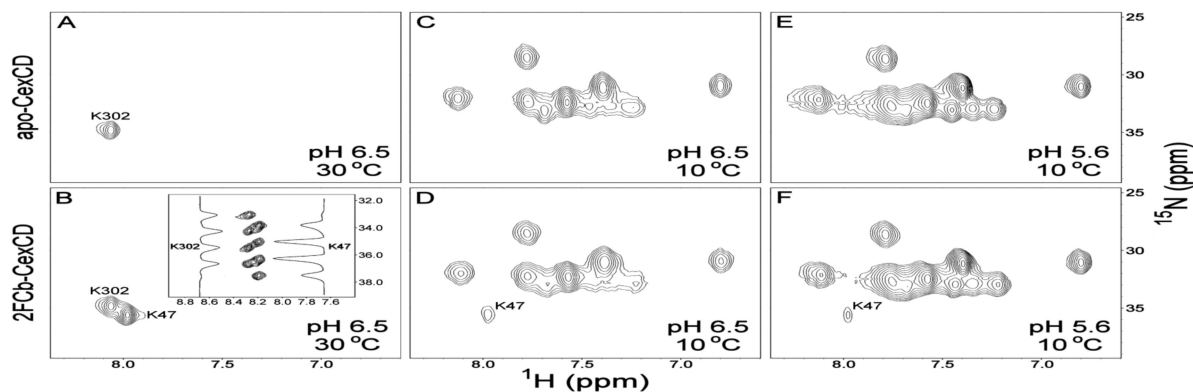 A
C
E
25
30
35
K302
pH 6.5
30 °C
pH 6.5
10 °C
pH 5.6
10 °C
apo-CexCD
B
D
F
32.0
34.0
36.0
38.0
K302
K47
8.8 8.6 8.4 8.2 8.0 7.8 7.6
K302
K47
K47
K47
25
30
35
pH 6.5
30 °C
pH 6.5
10 °C
pH 5.6
10 °C
2FCb-CexCD
8.0 7.5 7.0
8.0 7.5 7.0
8.0 7.5 7.0
¹H (ppm)
¹⁵N (ppm)